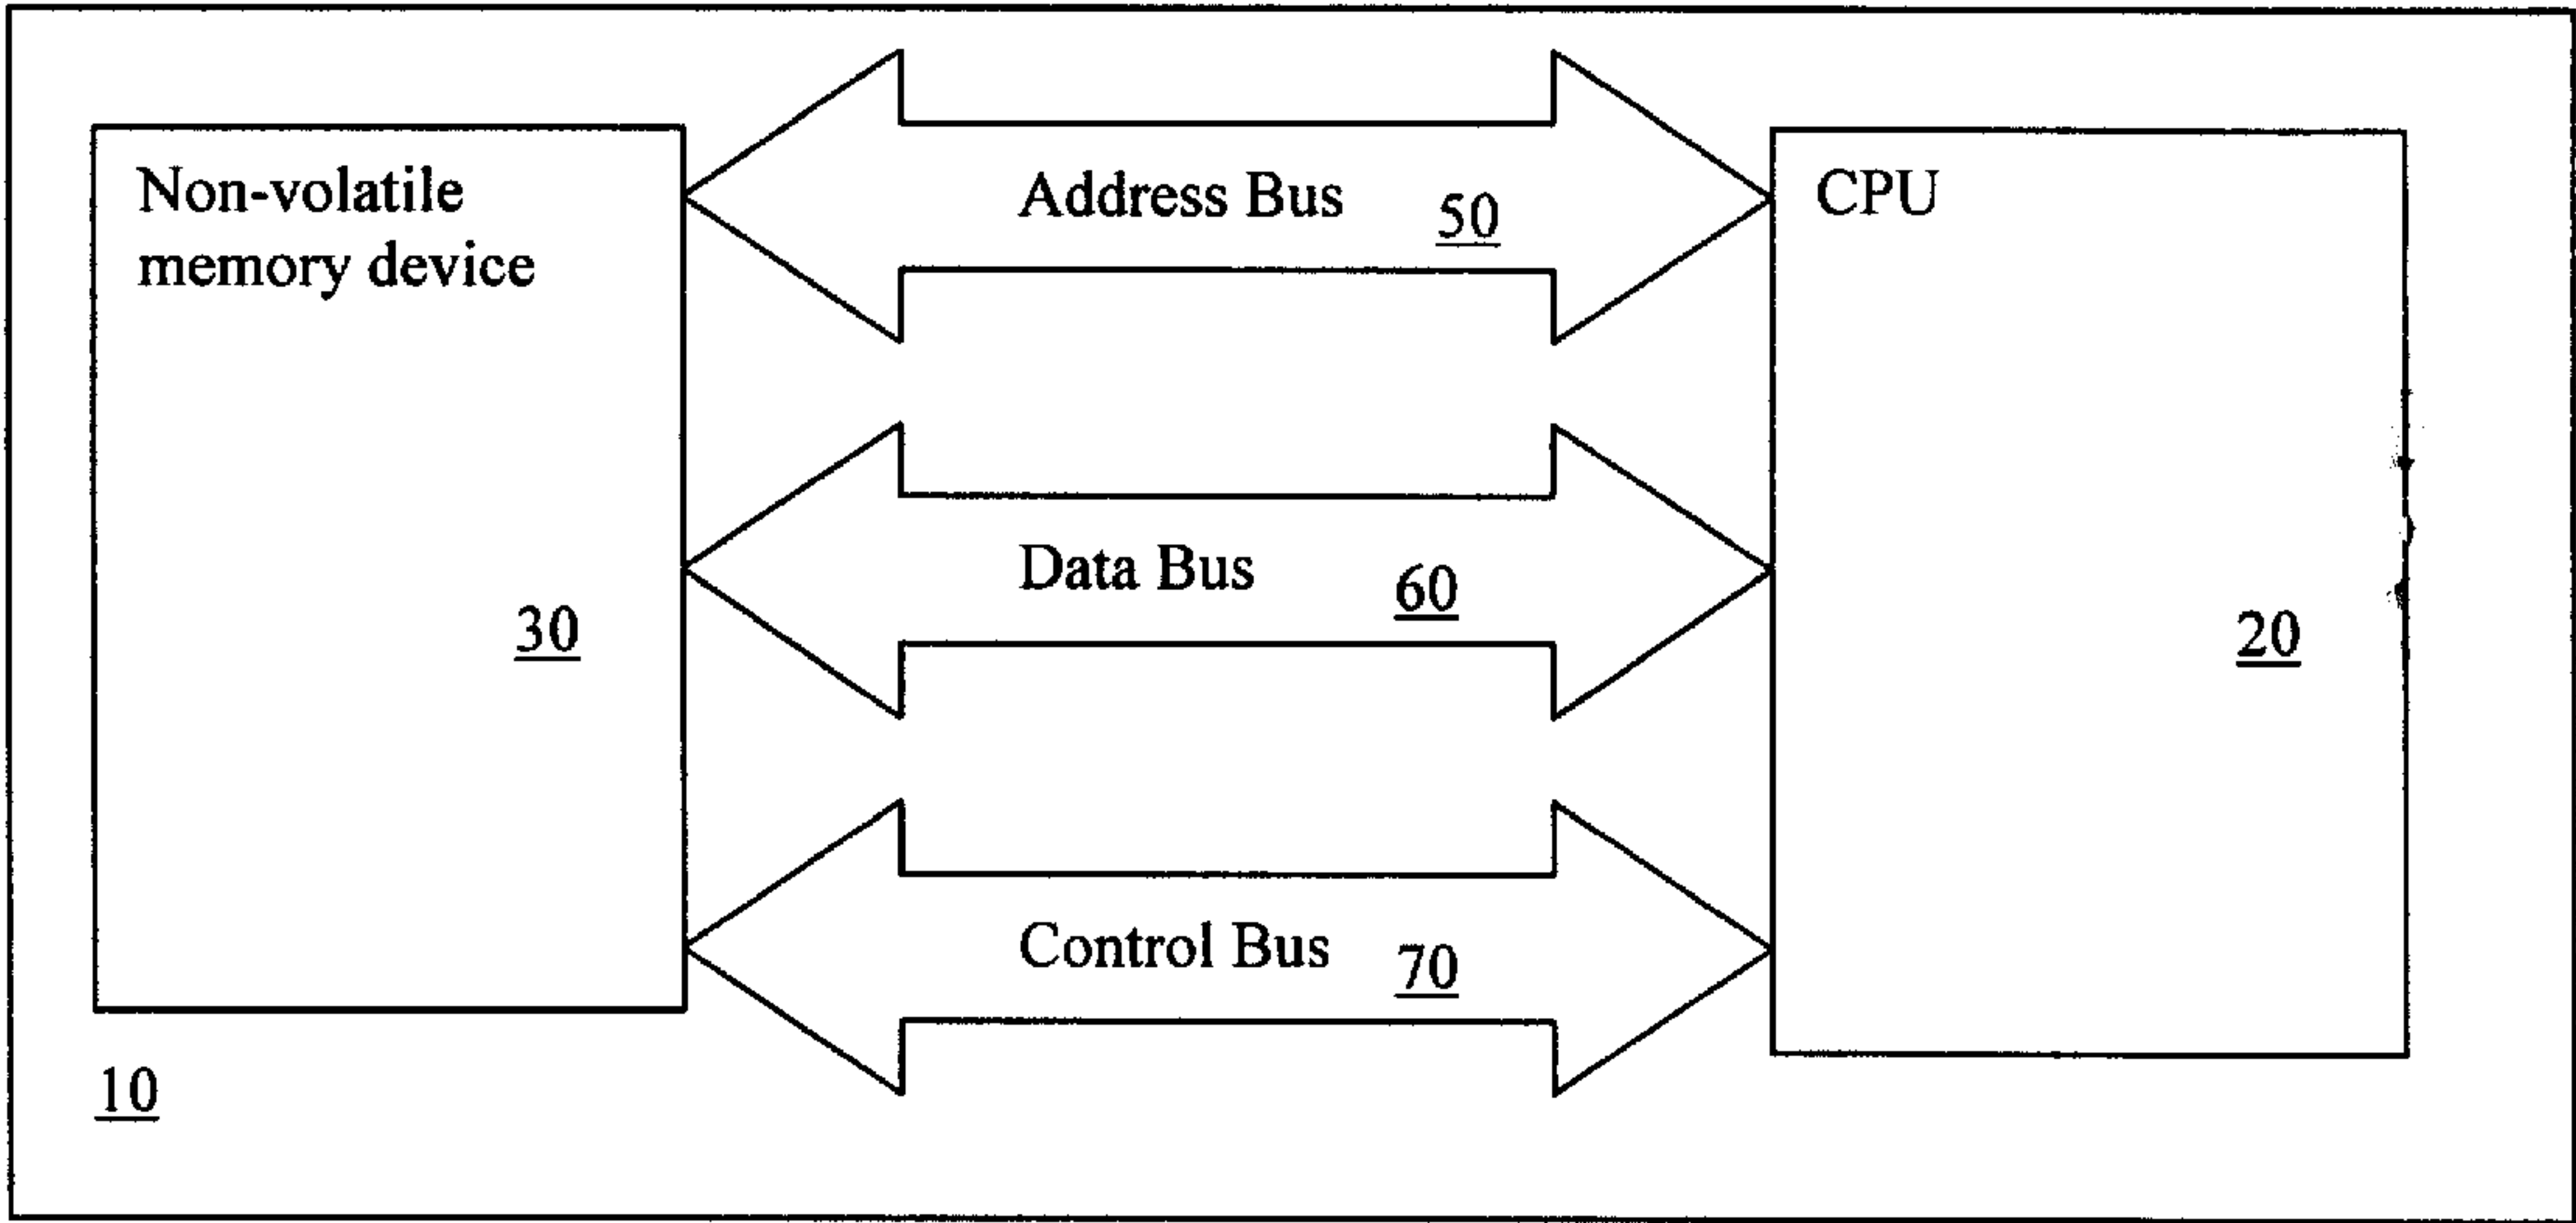 Non-volatile
memory device
30
Address Bus 50
Data Bus 60
Control Bus 70
CPU
20
10